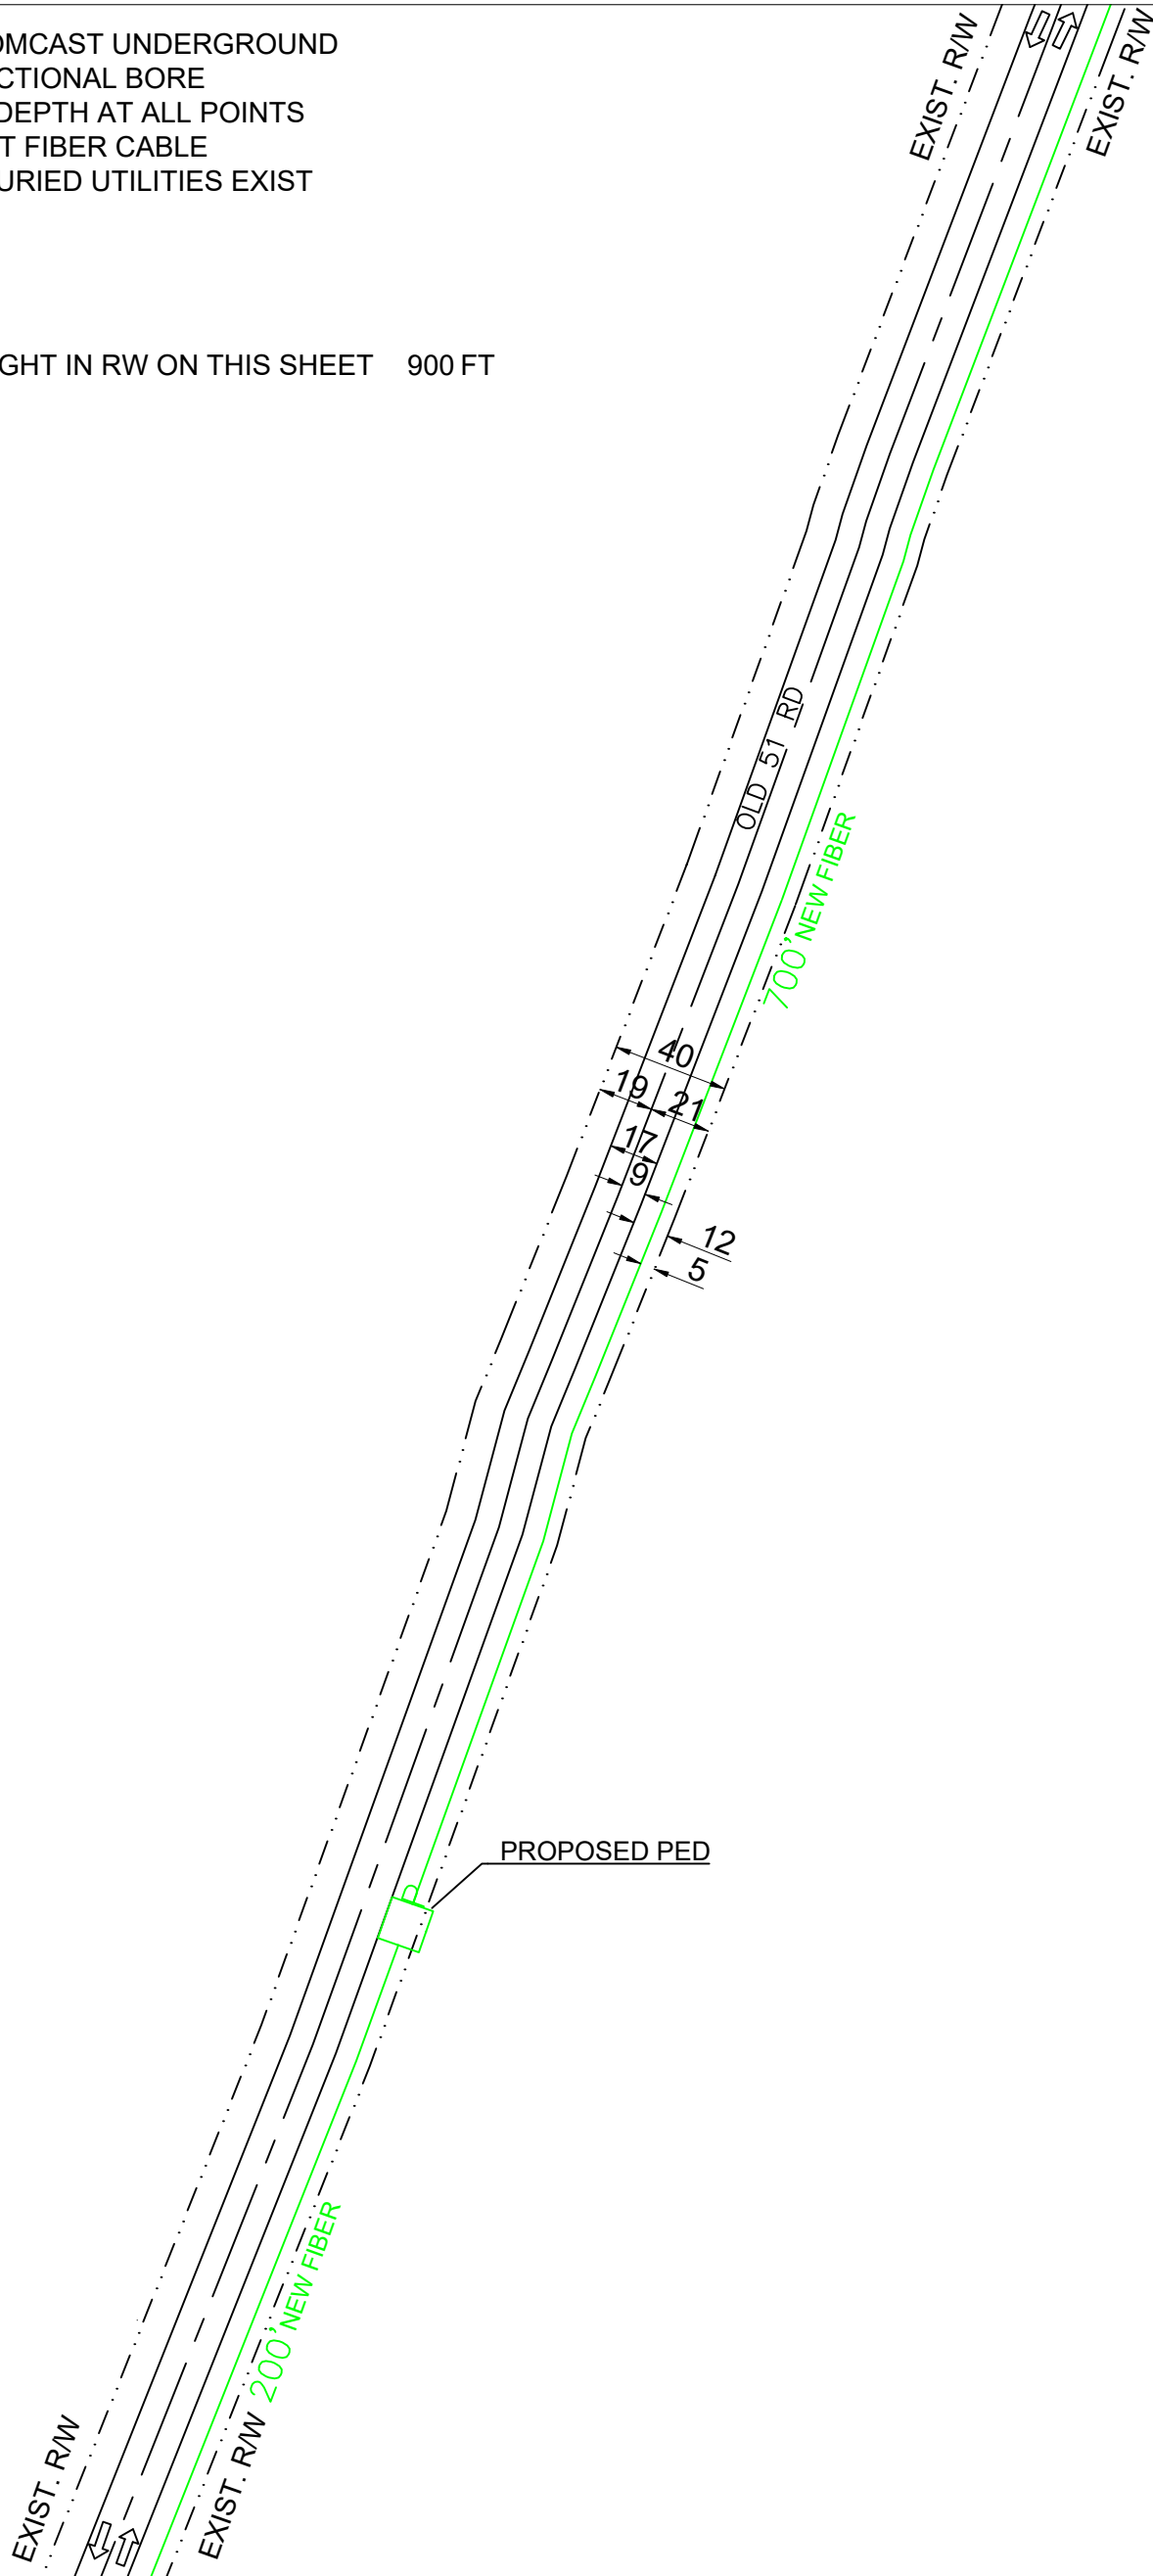 OMCAST UNDERGROUND
CTIONAL BORE
DEPTH AT ALL POINTS
T FIBER CABLE
URIED UTILITIES EXIST
GHT IN RW ON THIS SHEET 900 FT
EXIST. R/W
EXIST. R/W
OLD 51 RD
700' NEW FIBER
40
19
21
17
9
12
5
PROPOSED PED
P
200' NEW FIBER
EXIST. R/W
EXIST. R/W